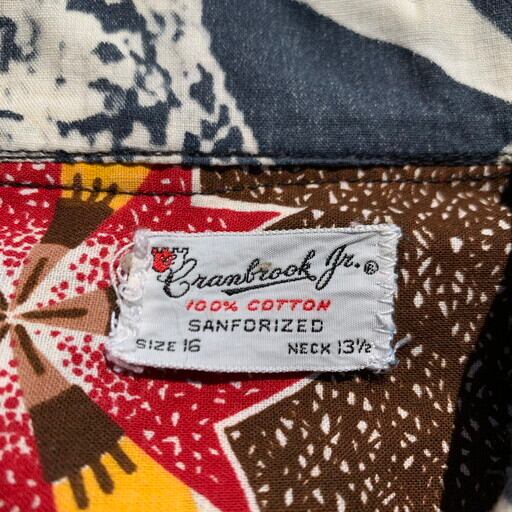 Cranbrook Jr.®
100% COTTON
SANFORIZED
SIZE 16 NECK 13½